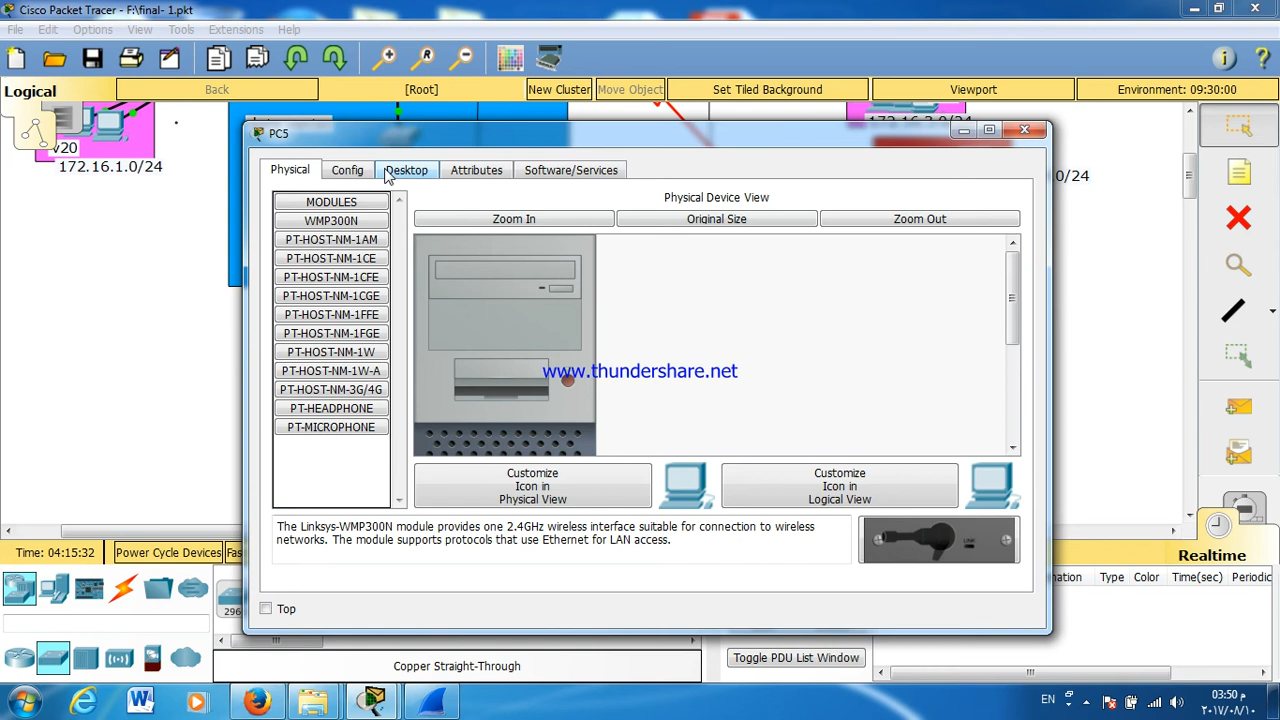 Cisco Packet Tracer - F:\final- 1.pkt
File Edit Options View Tools Extensions Help
Logical
Back
[Root]
New Cluster
Move Object
Set Tiled Background
Viewport
Environment: 09:30:00
v20
172.16.1.0/24
0/24
PC5
Physical Config Desktop Attributes Software/Services
MODULES
WMP300N
PT-HOST-NM-1AM
PT-HOST-NM-1CE
PT-HOST-NM-1CFE
PT-HOST-NM-1CGE
PT-HOST-NM-1FFE
PT-HOST-NM-1FGE
PT-HOST-NM-1W
PT-HOST-NM-1W-A
PT-HOST-NM-3G/4G
PT-HEADPHONE
PT-MICROPHONE
Physical Device View
Zoom In Original Size Zoom Out
www.thundershare.net
Customize
Icon in
Physical View
Customize
Icon in
Logical View
The Linksys-WMP300N module provides one 2.4GHz wireless interface suitable for connection to wireless
networks. The module supports protocols that use Ethernet for LAN access.
LINK
Top
Time: 04:15:32
Power Cycle Devices
Fas
Realtime
296
nation Type Color Time(sec) Periodic
Copper Straight-Through
Toggle PDU List Window
EN
03:50 م
٢٠١٧/٠٨/١٠